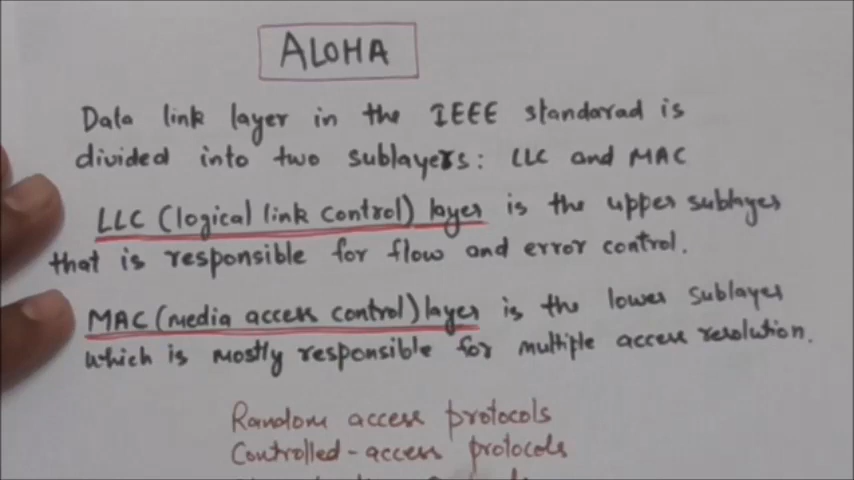 ALOHA
Data link layer in the IEEE standarad is
divided into two sublayers: LLC and MAC
LLC (logical link control) layer is the upper sublayer
that is responsible for flow and error control.
MAC (media access control) layer is the lower sublayer
which is mostly responsible for multiple access resolution.
Random access protocols
Controlled-access protocols